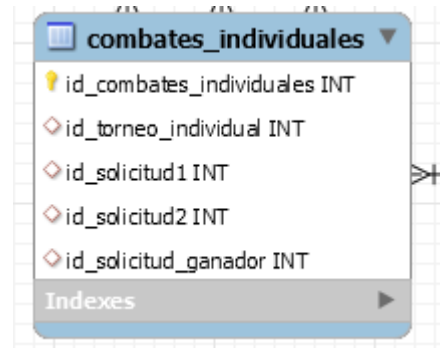 combates_individuales
id_combates_individuales INT
id_torneo_individual INT
id_solicitud1 INT
id_solicitud2 INT
id_solicitud_ganador INT
Indexes